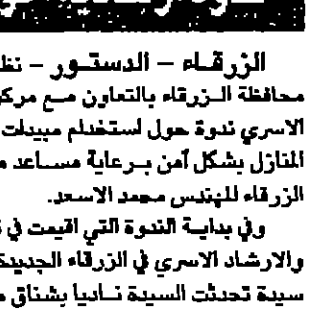 الزرقاء – الدستور – نظ
محافظة الزرقاء بالتعاون مع مركز
الاسري ندوة حول استخدام مبيدات
المنازل بشكل آمن برعاية مساعد م
الزرقاء المهندس محمد الاسعد.
وفي بداية الندوة التي اقيمت في ق
والارشاد الاسري في الزرقاء الجديدة
سيدة تحدثت السيدة ناديا بشناق م